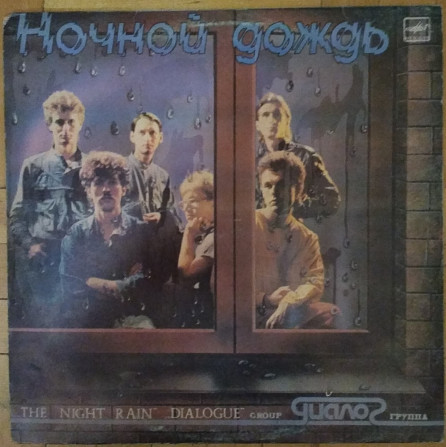 Ночной дождь
THE NIGHT RAIN "DIALOGUE" GROUP диалог ГРУППА